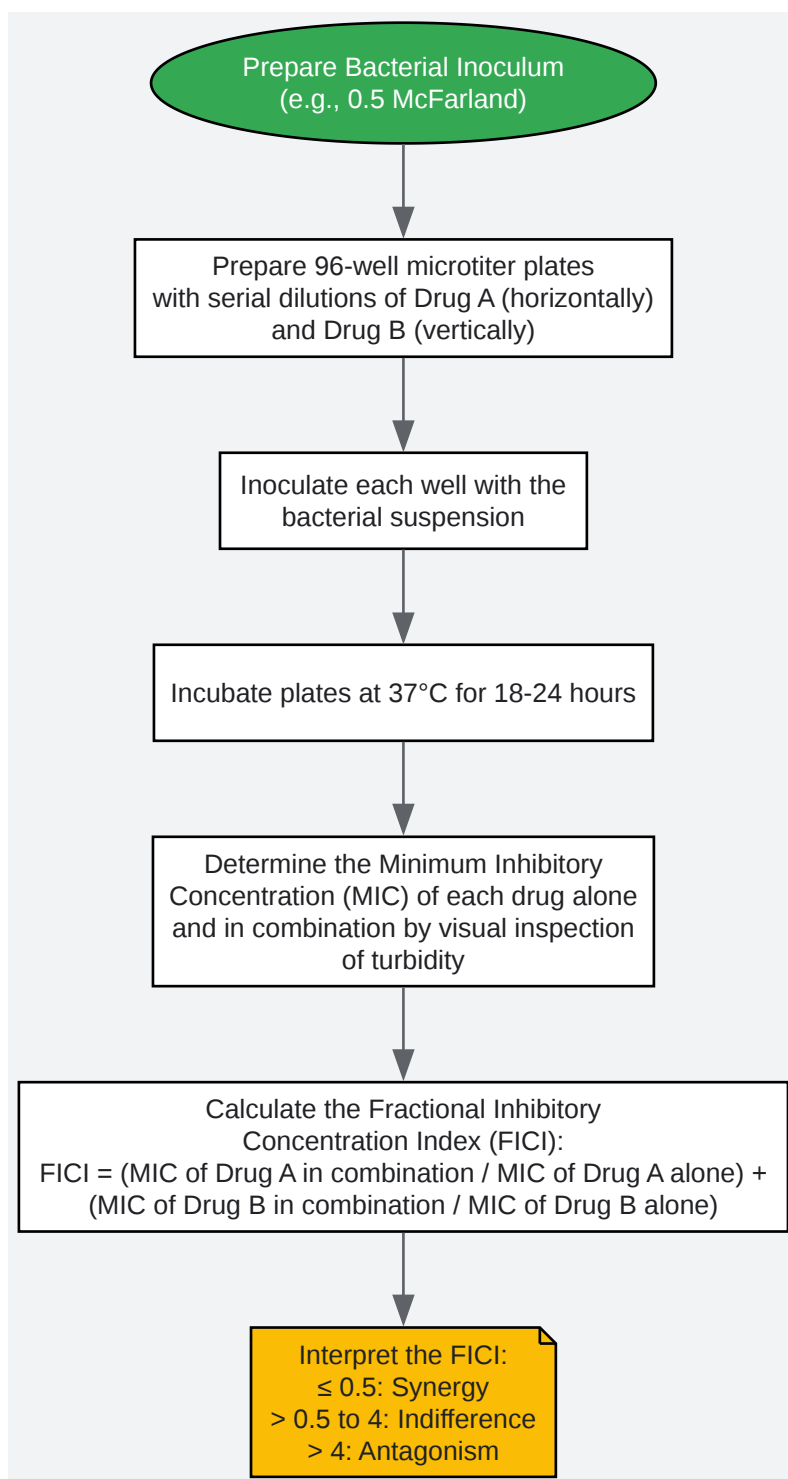 Prepare Bacterial Inoculum
(e.g., 0.5 McFarland)
Prepare 96-well microtiter plates
with serial dilutions of Drug A (horizontally)
and Drug B (vertically)
Inoculate each well with the
bacterial suspension
Incubate plates at 37°C for 18-24 hours
Determine the Minimum Inhibitory
Concentration (MIC) of each drug alone
and in combination by visual inspection
of turbidity
Calculate the Fractional Inhibitory
Concentration Index (FICI):
FICI = (MIC of Drug A in combination / MIC of Drug A alone) +
(MIC of Drug B in combination / MIC of Drug B alone)
Interpret the FICI:
≤ 0.5: Synergy
> 0.5 to 4: Indifference
> 4: Antagonism